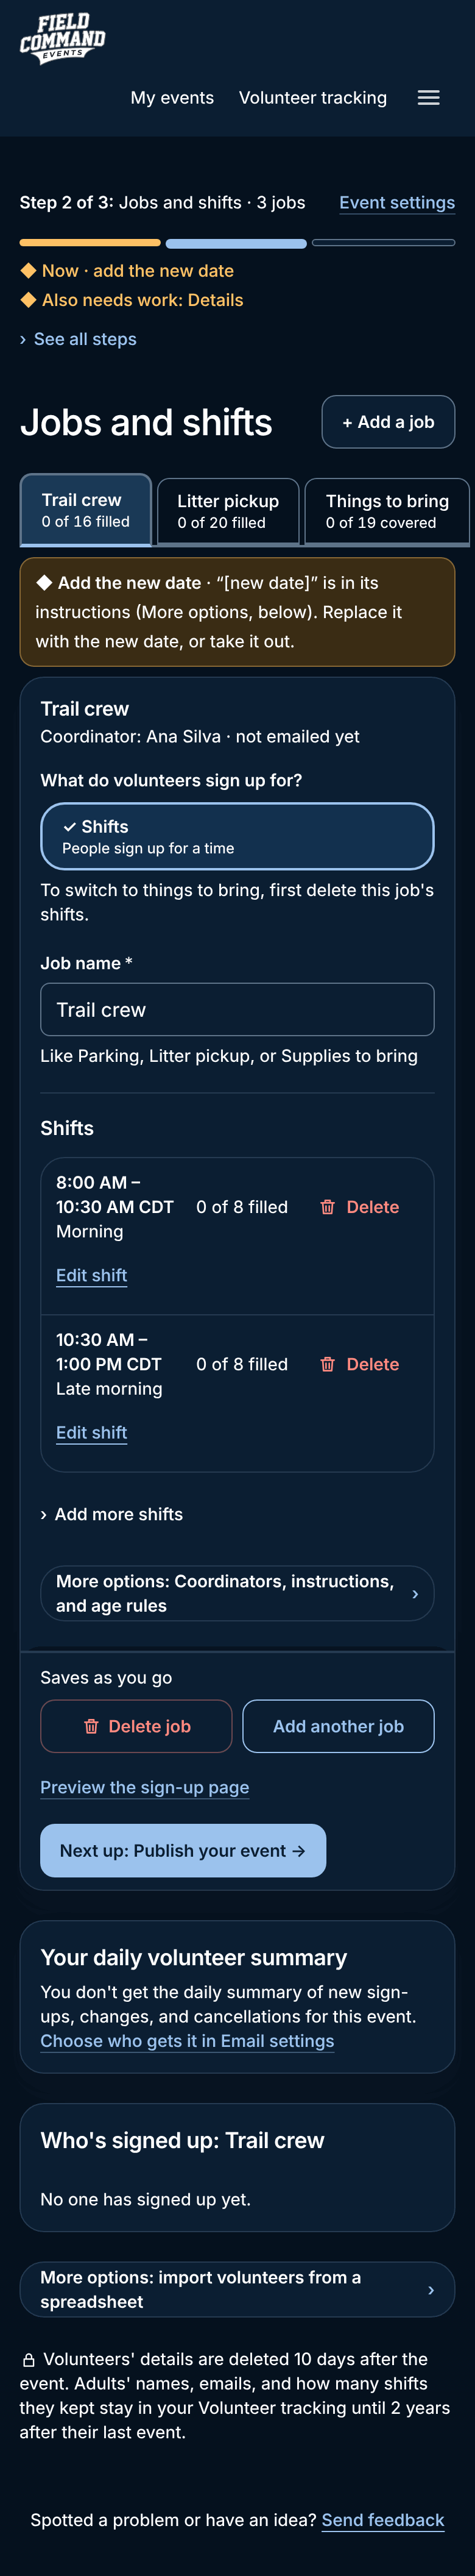 FIELD
COMMAND
EVENTS
My events
Volunteer tracking
Step 2 of 3: Jobs and shifts · 3 jobs
Event settings
◆ Now · add the new date
◆ Also needs work: Details
› See all steps
Jobs and shifts
+ Add a job
Trail crew
0 of 16 filled
Litter pickup
0 of 20 filled
Things to bring
0 of 19 covered
◆ Add the new date · “[new date]” is in its
instructions (More options, below). Replace it
with the new date, or take it out.
Trail crew
Coordinator: Ana Silva · not emailed yet
What do volunteers sign up for?
✓ Shifts
People sign up for a time
To switch to things to bring, first delete this job's
shifts.
Job name *
Trail crew
Like Parking, Litter pickup, or Supplies to bring
Shifts
8:00 AM –
10:30 AM CDT
Morning
0 of 8 filled
Delete
Edit shift
10:30 AM –
1:00 PM CDT
Late morning
0 of 8 filled
Delete
Edit shift
› Add more shifts
More options: Coordinators, instructions,
and age rules
›
Saves as you go
Delete job
Add another job
Preview the sign-up page
Next up: Publish your event →
Your daily volunteer summary
You don't get the daily summary of new sign-
ups, changes, and cancellations for this event.
Choose who gets it in Email settings
Who's signed up: Trail crew
No one has signed up yet.
More options: import volunteers from a
spreadsheet
›
Volunteers' details are deleted 10 days after the
event. Adults' names, emails, and how many shifts
they kept stay in your Volunteer tracking until 2 years
after their last event.
Spotted a problem or have an idea? Send feedback